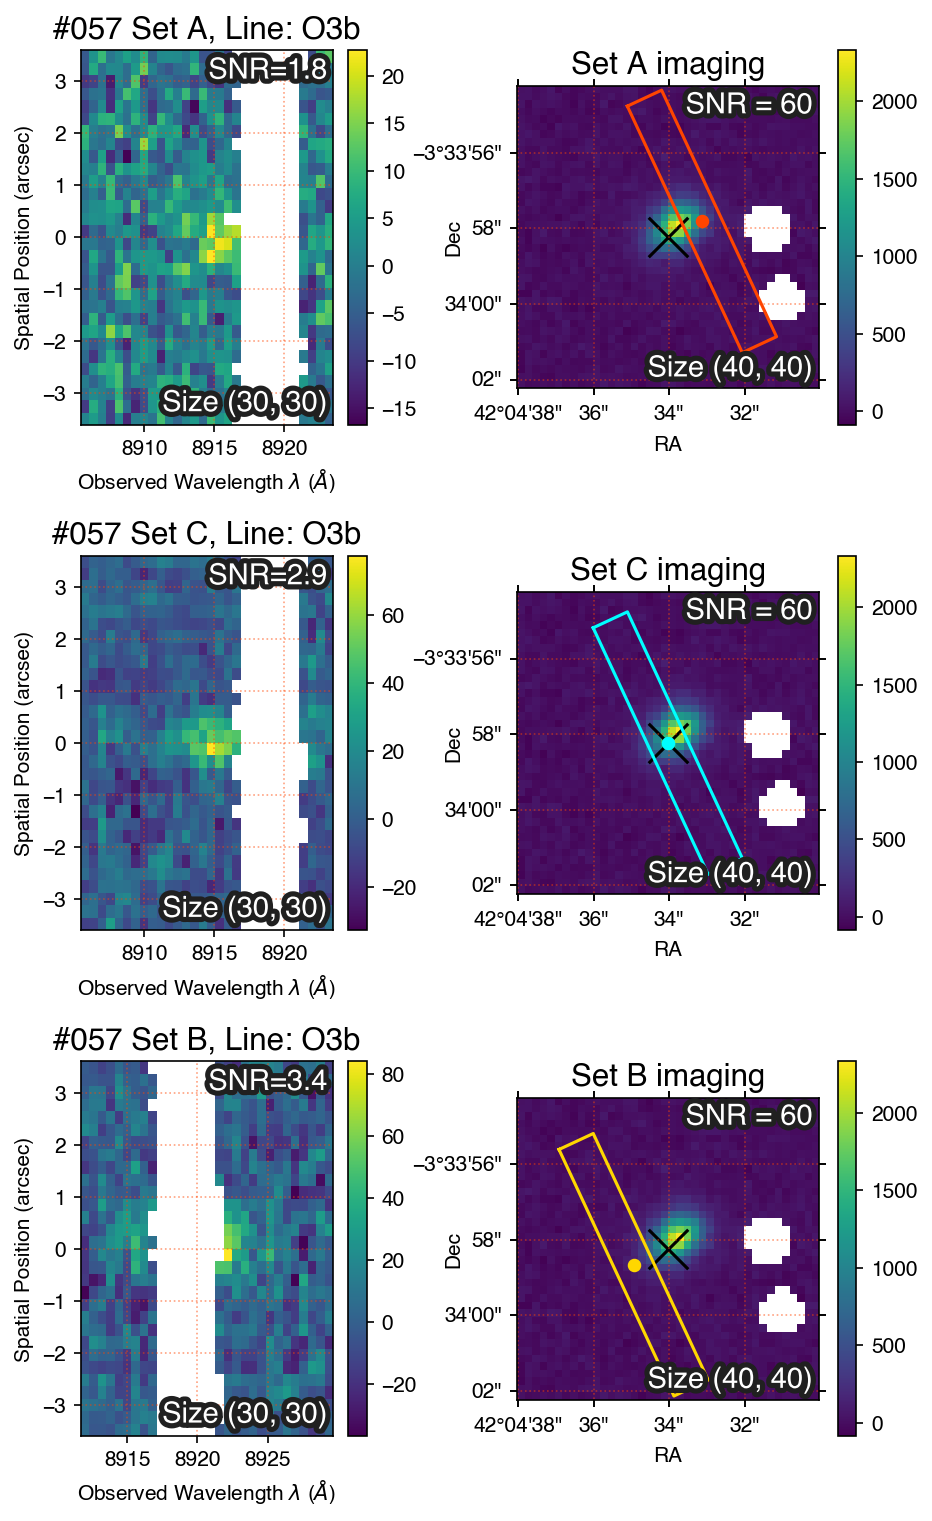 #057 Set A, Line: O3b
SNR=1.8
Size (30, 30)
3
2
1
0
−1
−2
−3
Spatial Position (arcsec)
8910 8915 8920
Observed Wavelength λ (Å)
20
15
10
5
0
−5
−10
−15
Set A imaging
SNR = 60
Size (40, 40)
−3°33'56"
58"
34'00"
02"
Dec
42°04'38" 36" 34" 32"
RA
2000
1500
1000
500
0
#057 Set C, Line: O3b
SNR=2.9
Size (30, 30)
3
2
1
0
−1
−2
−3
Spatial Position (arcsec)
8910 8915 8920
Observed Wavelength λ (Å)
60
40
20
0
−20
Set C imaging
SNR = 60
Size (40, 40)
−3°33'56"
58"
34'00"
02"
Dec
42°04'38" 36" 34" 32"
RA
2000
1500
1000
500
0
#057 Set B, Line: O3b
SNR=3.4
Size (30, 30)
3
2
1
0
−1
−2
−3
Spatial Position (arcsec)
8915 8920 8925
Observed Wavelength λ (Å)
80
60
40
20
0
−20
Set B imaging
SNR = 60
Size (40, 40)
−3°33'56"
58"
34'00"
02"
Dec
42°04'38" 36" 34" 32"
RA
2000
1500
1000
500
0